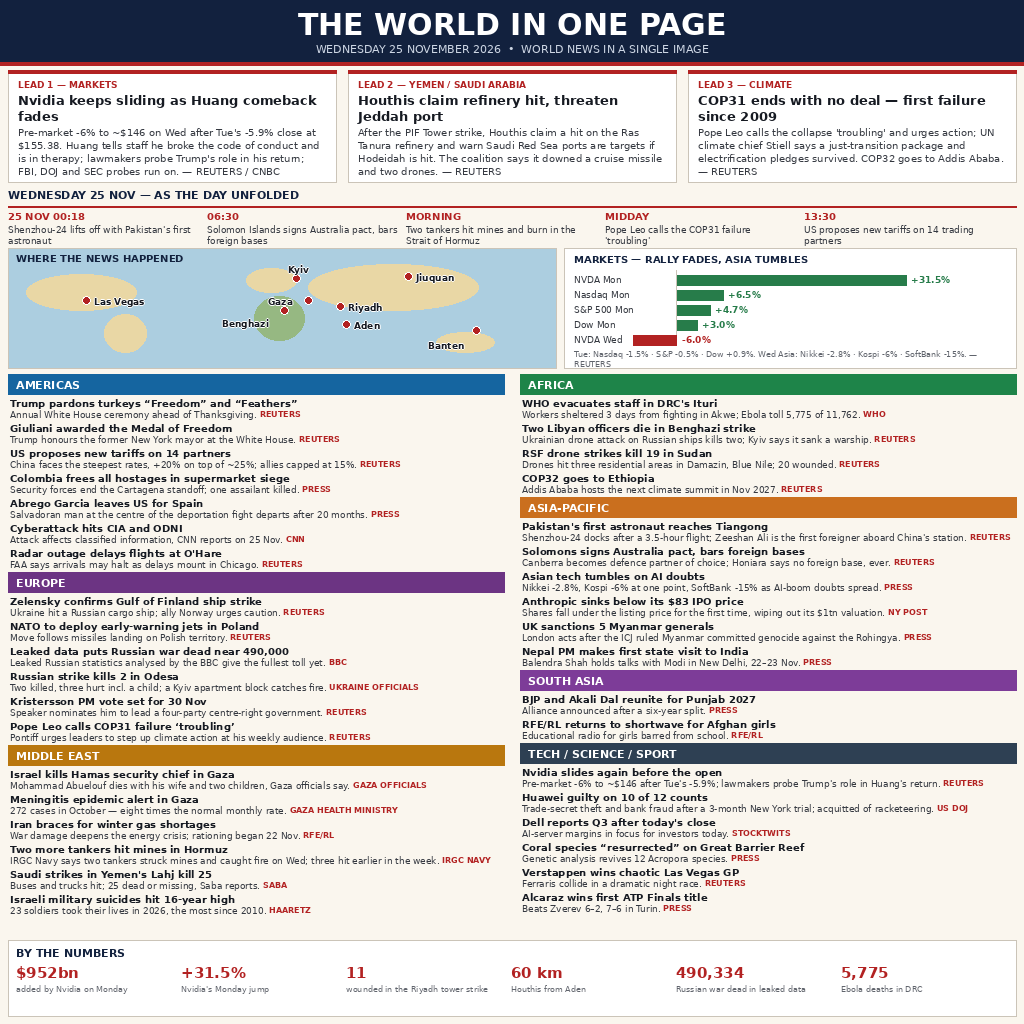 THE WORLD IN ONE PAGE
WEDNESDAY 25 NOVEMBER 2026 • WORLD NEWS IN A SINGLE IMAGE
LEAD 1 — MARKETS
Nvidia keeps sliding as Huang comeback
fades
Pre-market -6% to ~$146 on Wed after Tue's -5.9% close at
$155.38. Huang tells staff he broke the code of conduct and
is in therapy; lawmakers probe Trump's role in his return;
FBI, DOJ and SEC probes run on. — REUTERS / CNBC
LEAD 2 — YEMEN / SAUDI ARABIA
Houthis claim refinery hit, threaten
Jeddah port
After the PIF Tower strike, Houthis claim a hit on the Ras
Tanura refinery and warn Saudi Red Sea ports are targets if
Hodeidah is hit. The coalition says it downed a cruise missile
and two drones. — REUTERS
LEAD 3 — CLIMATE
COP31 ends with no deal — first failure
since 2009
Pope Leo calls the collapse 'troubling' and urges action; UN
climate chief Stiell says a just-transition package and
electrification pledges survived. COP32 goes to Addis Ababa.
— REUTERS
WEDNESDAY 25 NOV — AS THE DAY UNFOLDED
25 NOV 00:18
Shenzhou-24 lifts off with Pakistan's first
astronaut
06:30
Solomon Islands signs Australia pact, bars
foreign bases
MORNING
Two tankers hit mines and burn in the
Strait of Hormuz
MIDDAY
Pope Leo calls the COP31 failure
'troubling'
13:30
US proposes new tariffs on 14 trading
partners
WHERE THE NEWS HAPPENED
Kyiv
Jiuquan
Las Vegas
Gaza
Riyadh
Benghazi
Aden
Banten
MARKETS — RALLY FADES, ASIA TUMBLES
NVDA Mon +31.5%
Nasdaq Mon +6.5%
S&P 500 Mon +4.7%
Dow Mon +3.0%
NVDA Wed -6.0%
Tue: Nasdaq -1.5% · S&P -0.5% · Dow +0.9%. Wed Asia: Nikkei -2.8% · Kospi -6% · SoftBank -15%. —
REUTERS
AMERICAS
Trump pardons turkeys “Freedom” and “Feathers”
Annual White House ceremony ahead of Thanksgiving. REUTERS
Giuliani awarded the Medal of Freedom
Trump honours the former New York mayor at the White House. REUTERS
US proposes new tariffs on 14 partners
China faces the steepest rates, +20% on top of ~25%; allies capped at 15%. REUTERS
Colombia frees all hostages in supermarket siege
Security forces end the Cartagena standoff; one assailant killed. PRESS
Abrego Garcia leaves US for Spain
Salvadoran man at the centre of the deportation fight departs after 20 months. PRESS
Cyberattack hits CIA and ODNI
Attack affects classified information, CNN reports on 25 Nov. CNN
Radar outage delays flights at O'Hare
FAA says arrivals may halt as delays mount in Chicago. REUTERS
EUROPE
Zelensky confirms Gulf of Finland ship strike
Ukraine hit a Russian cargo ship; ally Norway urges caution. REUTERS
NATO to deploy early-warning jets in Poland
Move follows missiles landing on Polish territory. REUTERS
Leaked data puts Russian war dead near 490,000
Leaked Russian statistics analysed by the BBC give the fullest toll yet. BBC
Russian strike kills 2 in Odesa
Two killed, three hurt incl. a child; a Kyiv apartment block catches fire. UKRAINE OFFICIALS
Kristersson PM vote set for 30 Nov
Speaker nominates him to lead a four-party centre-right government. REUTERS
Pope Leo calls COP31 failure ‘troubling’
Pontiff urges leaders to step up climate action at his weekly audience. REUTERS
MIDDLE EAST
Israel kills Hamas security chief in Gaza
Mohammad Abuelouf dies with his wife and two children, Gaza officials say. GAZA OFFICIALS
Meningitis epidemic alert in Gaza
272 cases in October — eight times the normal monthly rate. GAZA HEALTH MINISTRY
Iran braces for winter gas shortages
War damage deepens the energy crisis; rationing began 22 Nov. RFE/RL
Two more tankers hit mines in Hormuz
IRGC Navy says two tankers struck mines and caught fire on Wed; three hit earlier in the week. IRGC NAVY
Saudi strikes in Yemen's Lahj kill 25
Buses and trucks hit; 25 dead or missing, Saba reports. SABA
Israeli military suicides hit 16-year high
23 soldiers took their lives in 2026, the most since 2010. HAARETZ
AFRICA
WHO evacuates staff in DRC's Ituri
Workers sheltered 3 days from fighting in Akwe; Ebola toll 5,775 of 11,762. WHO
Two Libyan officers die in Benghazi strike
Ukrainian drone attack on Russian ships kills two; Kyiv says it sank a warship. REUTERS
RSF drone strikes kill 19 in Sudan
Drones hit three residential areas in Damazin, Blue Nile; 20 wounded. REUTERS
COP32 goes to Ethiopia
Addis Ababa hosts the next climate summit in Nov 2027. REUTERS
ASIA-PACIFIC
Pakistan's first astronaut reaches Tiangong
Shenzhou-24 docks after a 3.5-hour flight; Zeeshan Ali is the first foreigner aboard China's station. REUTERS
Solomons signs Australia pact, bars foreign bases
Canberra becomes defence partner of choice; Honiara says no foreign base, ever. REUTERS
Asian tech tumbles on AI doubts
Nikkei -2.8%, Kospi -6% at one point, SoftBank -15% as AI-boom doubts spread. PRESS
Anthropic sinks below its $83 IPO price
Shares fall under the listing price for the first time, wiping out its $1tn valuation. NY POST
UK sanctions 5 Myanmar generals
London acts after the ICJ ruled Myanmar committed genocide against the Rohingya. PRESS
Nepal PM makes first state visit to India
Balendra Shah holds talks with Modi in New Delhi, 22–23 Nov. PRESS
SOUTH ASIA
BJP and Akali Dal reunite for Punjab 2027
Alliance announced after a six-year split. PRESS
RFE/RL returns to shortwave for Afghan girls
Educational radio for girls barred from school. RFE/RL
TECH / SCIENCE / SPORT
Nvidia slides again before the open
Pre-market -6% to ~$146 after Tue's -5.9%; lawmakers probe Trump's role in Huang's return. REUTERS
Huawei guilty on 10 of 12 counts
Trade-secret theft and bank fraud after a 3-month New York trial; acquitted of racketeering. US DOJ
Dell reports Q3 after today's close
AI-server margins in focus for investors today. STOCKTWITS
Coral species “resurrected” on Great Barrier Reef
Genetic analysis revives 12 Acropora species. PRESS
Verstappen wins chaotic Las Vegas GP
Ferraris collide in a dramatic night race. REUTERS
Alcaraz wins first ATP Finals title
Beats Zverev 6–2, 7–6 in Turin. PRESS
BY THE NUMBERS
$952bn
added by Nvidia on Monday
+31.5%
Nvidia's Monday jump
11
wounded in the Riyadh tower strike
60 km
Houthis from Aden
490,334
Russian war dead in leaked data
5,775
Ebola deaths in DRC